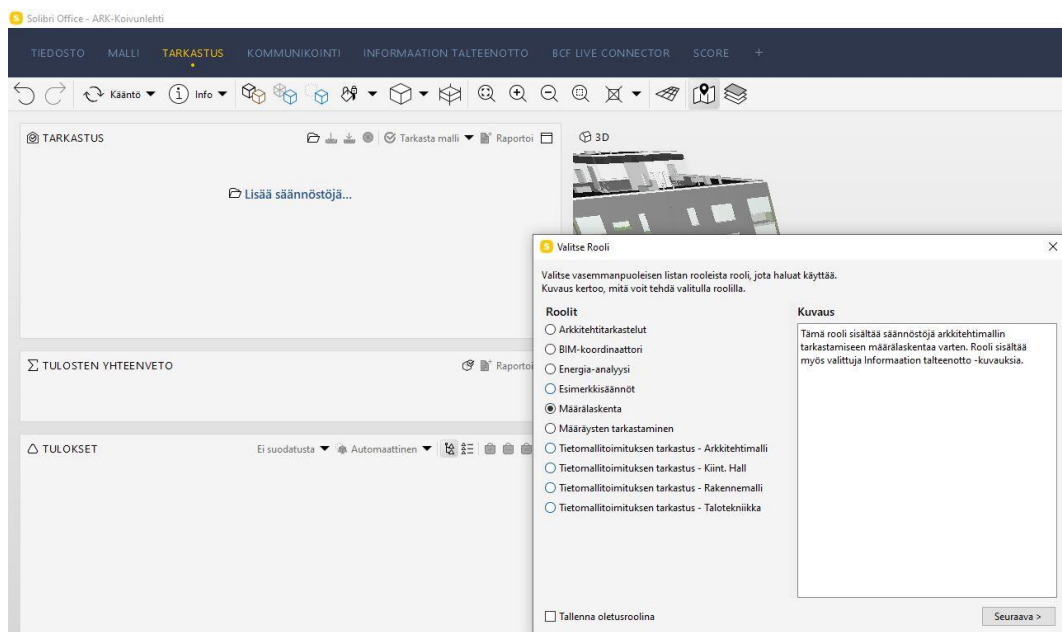 Solibri Office - ARK-Koivunlehti
TIEDOSTO MALLI TARKASTUS KOMMUNIKOINTI INFORMAATION TALTEENOTTO BCF LIVE CONNECTOR SCORE +
Kääntö Info
TARKASTUS Tarkasta malli Raportoi
Lisää säännöstöjä...
3D
Valitse Rooli
Valitse vasemmanpuoleisen listan rooleista rooli, jota haluat käyttää.
Kuvaus kertoo, mitä voit tehdä valitulla roolilla.
Roolit
Arkkitehtitarkastelut
BIM-koordinaattori
Energia-analyysi
Esimerkkisäännöt
Määrälaskenta
Määräysten tarkastaminen
Tietomallitoimituksen tarkastus - Arkkitehtimalli
Tietomallitoimituksen tarkastus - Kiint. Hall
Tietomallitoimituksen tarkastus - Rakennemalli
Tietomallitoimituksen tarkastus - Talotekniikka
Kuvaus
Tämä rooli sisältää säännöstöjä arkkitehtimallin
tarkastamiseen määrälaskentaa varten. Rooli sisältää
myös valittuja Informaation talteenotto -kuvauksia.
Tallenna oletusroolina
Seuraava >
TULOSTEN YHTEENVETO Raportoi
TULOKSET Ei suodatusta Automaattinen